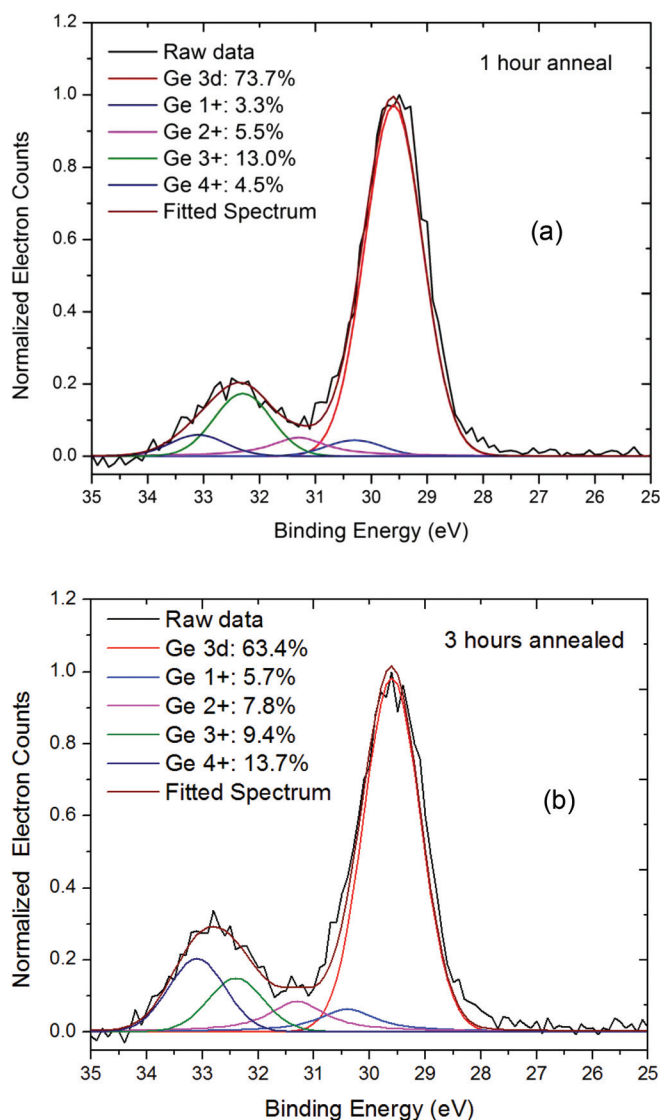 1.2
1.0
0.8
0.6
0.4
0.2
0.0
Normalized Electron Counts
Raw data
Ge 3d: 73.7%
Ge 1+: 3.3%
Ge 2+: 5.5%
Ge 3+: 13.0%
Ge 4+: 4.5%
Fitted Spectrum
1 hour anneal
(a)
35 34 33 32 31 30 29 28 27 26 25
Binding Energy (eV)
1.2
1.0
0.8
0.6
0.4
0.2
0.0
Normalized Electron Counts
Raw data
Ge 3d: 63.4%
Ge 1+: 5.7%
Ge 2+: 7.8%
Ge 3+: 9.4%
Ge 4+: 13.7%
Fitted Spectrum
3 hours annealed
(b)
35 34 33 32 31 30 29 28 27 26 25
Binding Energy (eV)